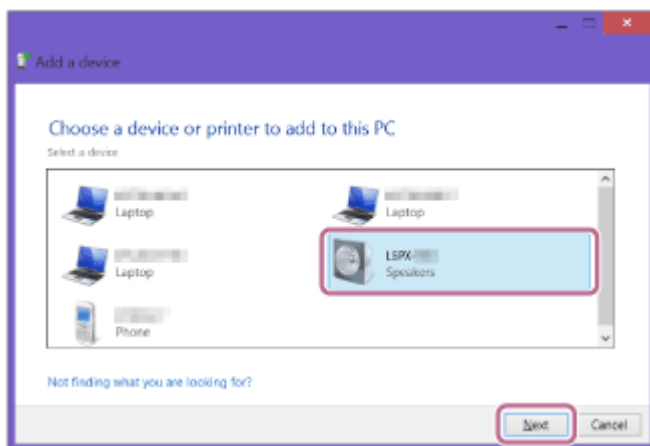 Add a device
Choose a device or printer to add to this PC
Select a device
Laptop
Laptop
Laptop
LSPX-
Speakers
Phone
Not finding what you are looking for?
Next
Cancel